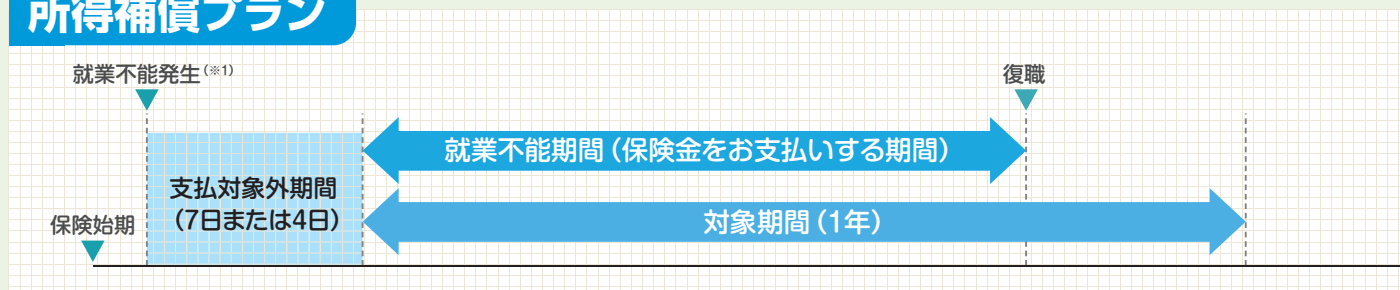 所得補償プラン
就業不能発生(※1)
復職
就業不能期間(保険金をお支払いする期間)
支払対象外期間
(7日または4日)
対象期間(1年)
保険始期